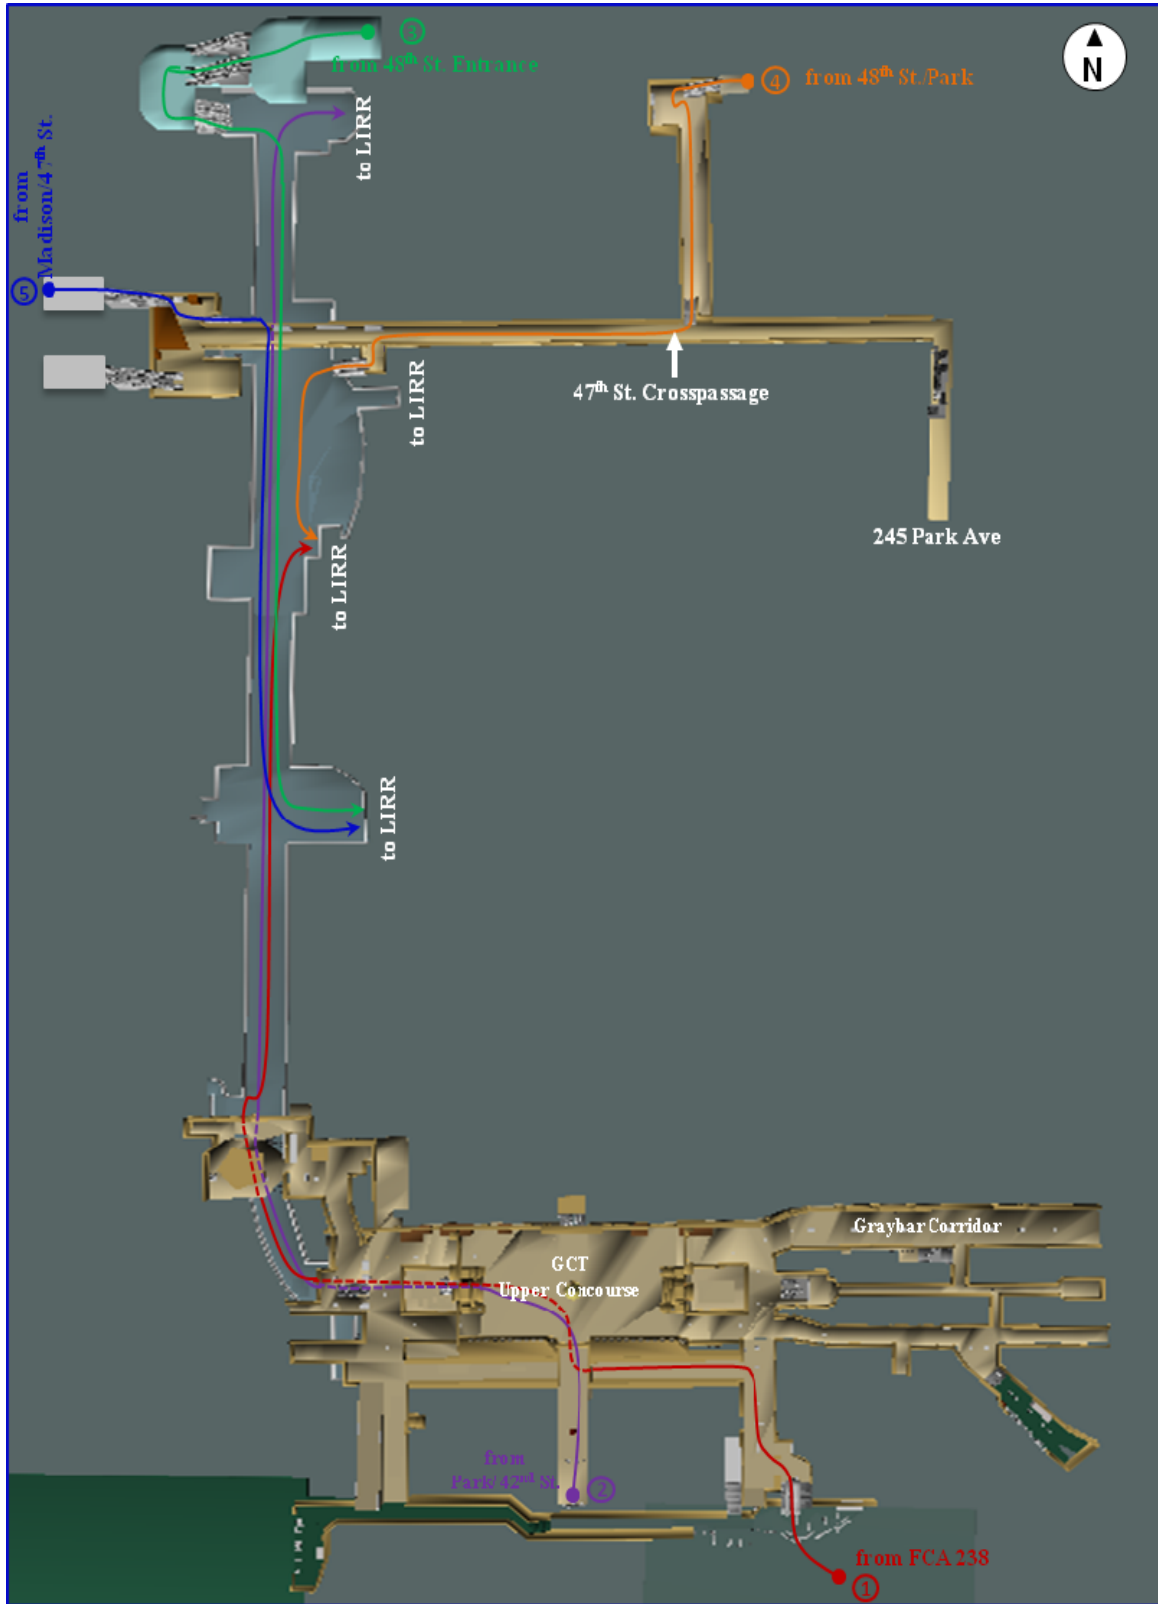 ③
from 48th St. Entrance
N
④ from 48th St./Park
to LIRR
from
Madison/47th St.
⑤
to LIRR
47th St. Crosspassage
245 Park Ave
to LIRR
to LIRR
Graybar Corridor
GCT
Upper Concourse
from
Park/42nd St.
②
from FCA 238
①